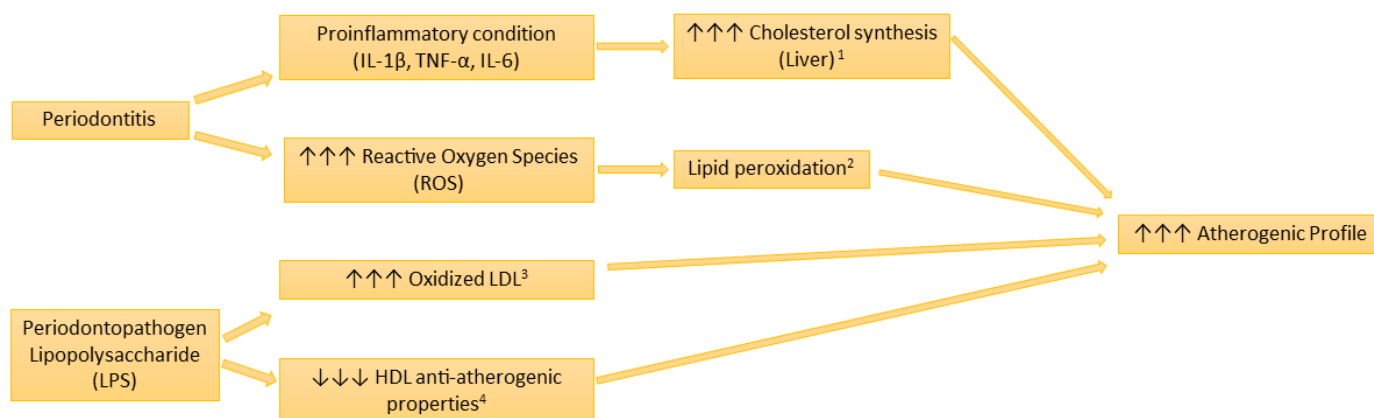 Proinflammatory condition
(IL-1β, TNF-α, IL-6)
↑↑↑ Cholesterol synthesis
(Liver)¹
Periodontitis
↑↑↑ Reactive Oxygen Species
(ROS)
Lipid peroxidation²
↑↑↑ Atherogenic Profile
↑↑↑ Oxidized LDL³
Periodontopathogen
Lipopolysaccharide
(LPS)
↓↓↓ HDL anti-atherogenic
properties⁴